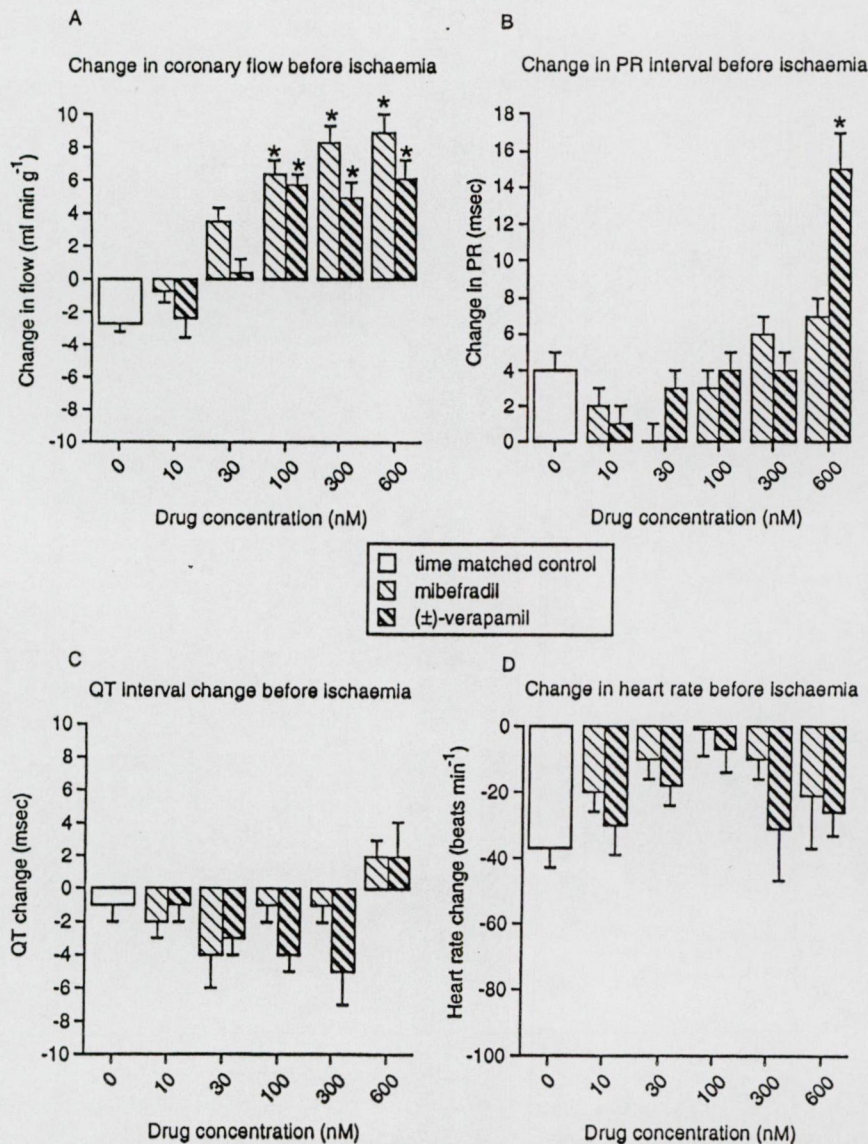 A
Change in coronary flow before ischaemia
Change in flow (ml min g⁻¹)
10
8
6
4
2
0
-2
-4
-6
-8
-10
* * * * * *
0 10 30 100 300 600
Drug concentration (nM)
B
Change in PR interval before ischaemia
Change in PR (msec)
18
16
14
12
10
8
6
4
2
0
*
0 10 30 100 300 600
Drug concentration (nM)
time matched control
mibefradil
(±)-verapamil
C
QT interval change before ischaemia
QT change (msec)
10
8
6
4
2
0
-2
-4
-6
-8
-10
0 10 30 100 300 600
Drug concentration (nM)
D
Change in heart rate before ischaemia
Heart rate change (beats min⁻¹)
0
-20
-40
-60
-80
-100
0 10 30 100 300 600
Drug concentration (nM)